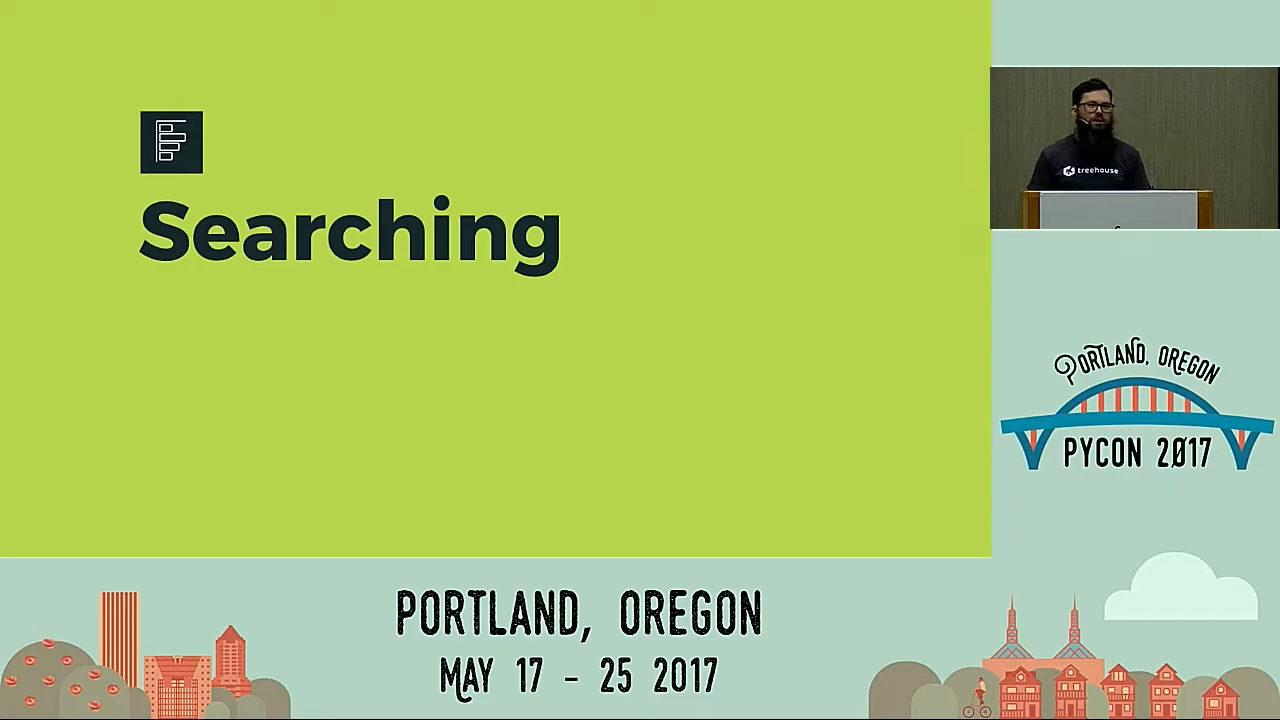 Searching
treehouse
PORTLAND, OREGON
PYCON 2017
PORTLAND, OREGON
MAY 17 - 25 2017